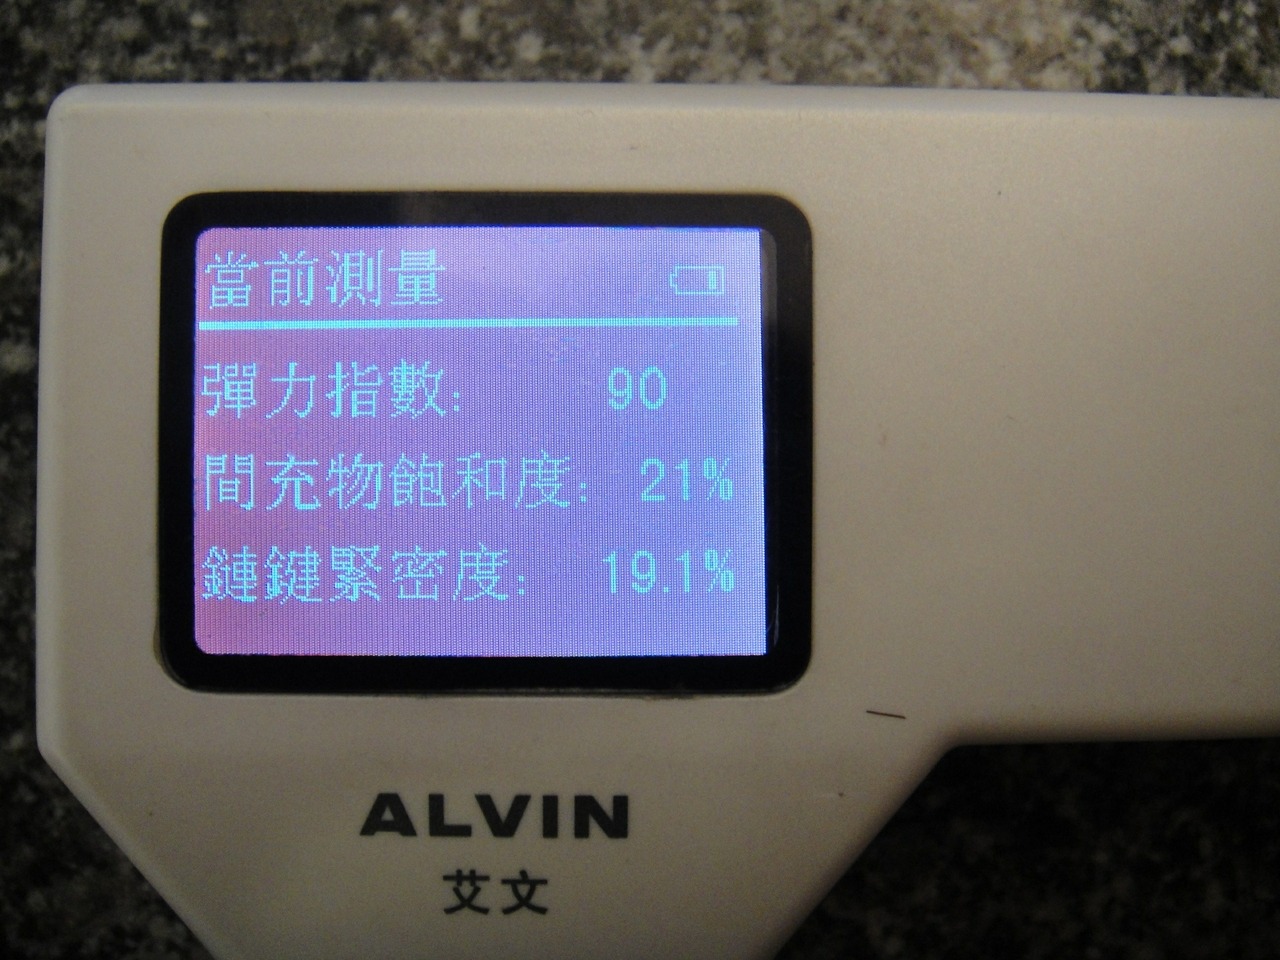 當前測量
彈力指數: 90
間充物飽和度: 21%
鏈鍵緊密度: 19.1%
ALVIN
艾文